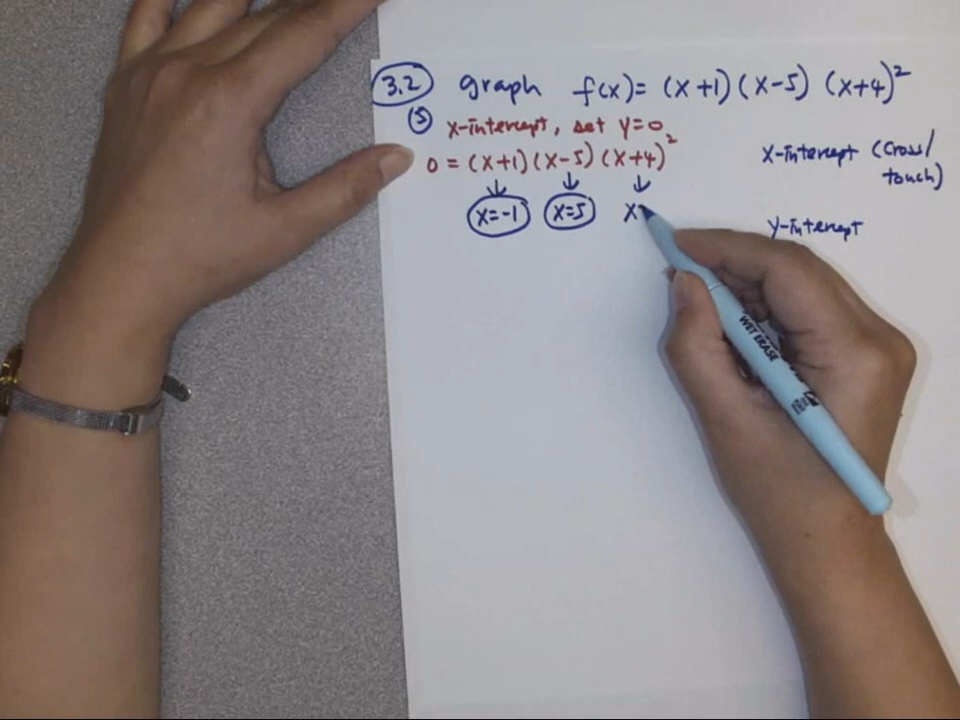 3.2 graph f(x) = (x+1)(x-5)(x+4)²
5 x-intercept, set y=0
0 = (x+1)(x-5)(x+4)²
↓ ↓ ↓
x=-1 x=5 x
x-intercept (cross/
touch)
y-intercept
WET ERASE